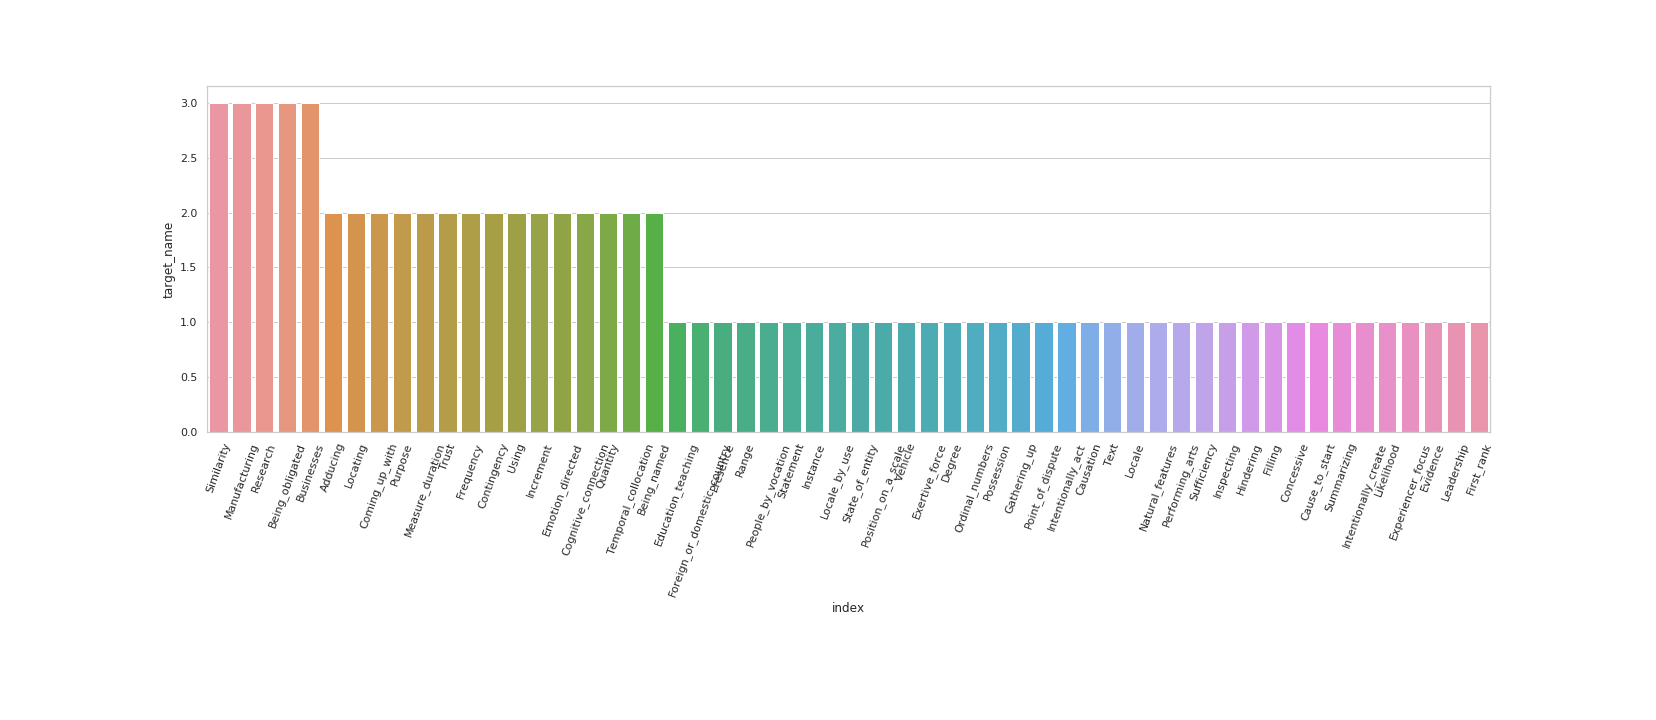 3.0
2.5
2.0
1.5
1.0
0.5
0.0
target_name
Similarity
Manufacturing
Research
Being_obligated
Businesses
Adducing
Locating
Coming_up_with
Purpose
Measure_duration
Trust
Frequency
Contingency
Using
Increment
Emotion_directed
Cognitive_connection
Quantity
Temporal_collocation
Being_named
Education_teaching
Foreign_or_domestic_country
Range
People_by_vocation
Statement
Instance
Locale_by_use
State_of_entity
Position_on_a_scale
Vehicle
Exertive_force
Degree
Ordinal_numbers
Possession
Gathering_up
Point_of_dispute
Intentionally_act
Causation
Text
Locale
Natural_features
Performing_arts
Sufficiency
Inspecting
Hindering
Filling
Concessive
Cause_to_start
Summarizing
Intentionally_create
Likelihood
Experiencer_focus
Evidence
Leadership
First_rank
index